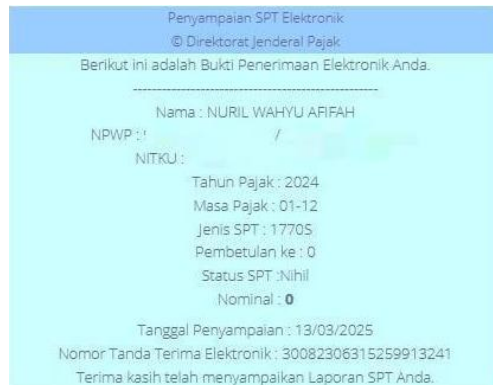 Penyampaian SPT Elektronik
© Direktorat Jenderal Pajak
Berikut ini adalah Bukti Penerimaan Elektronik Anda.
----------------------------------------------------
Nama : NURIL WAHYU AFIFAH
NPWP : /
NITKU :
Tahun Pajak : 2024
Masa Pajak : 01-12
Jenis SPT : 1770S
Pembetulan ke : 0
Status SPT :Nihil
Nominal : 0
Tanggal Penyampaian : 13/03/2025
Nomor Tanda Terima Elektronik : 30082306315259913241
Terima kasih telah menyampaikan Laporan SPT Anda.